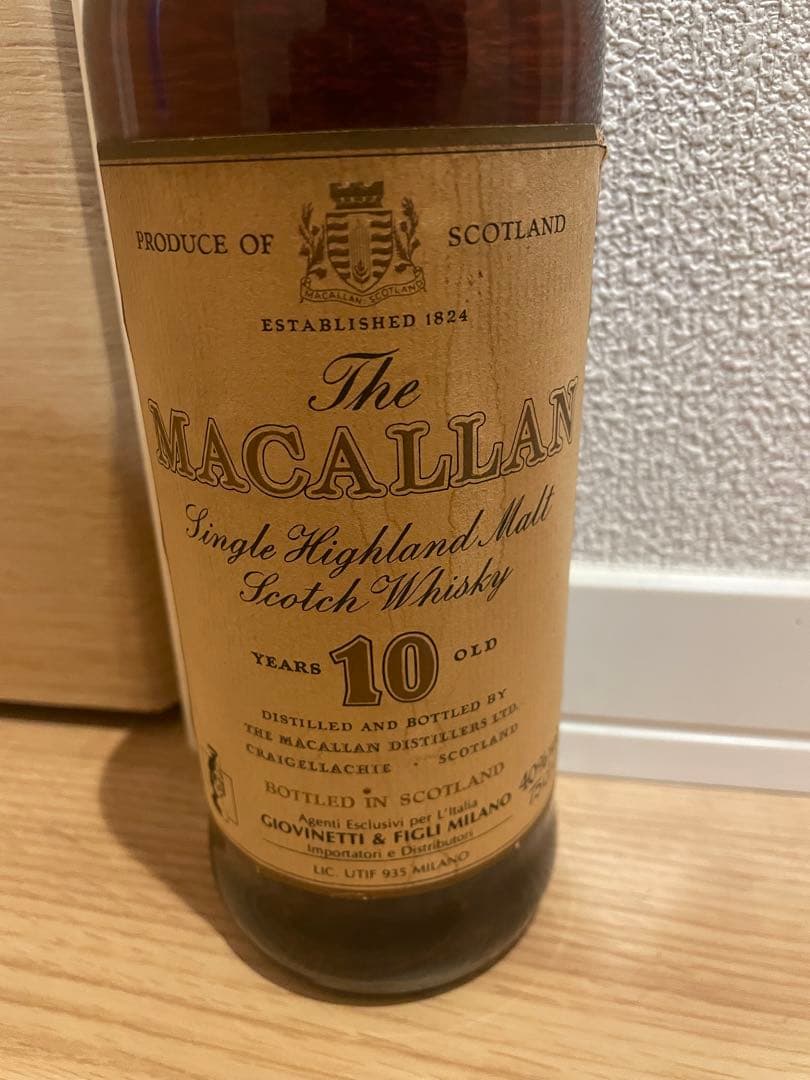 PRODUCE OF SCOTLAND
MACALLAN. SCOTLAND
ESTABLISHED 1824
The
MACALLAN
Single Highland Malt
Scotch Whisky
YEARS 10 OLD
DISTILLED AND BOTTLED BY
THE MACALLAN DISTILLERS LTD.
CRAIGELLACHIE · SCOTLAND
BOTTLED IN SCOTLAND
Agenti Esclusivi per L'Italia
GIOVINETTI & FIGLI MILANO
Importatori e Distributori
LIC. UTIF 935 MILANO